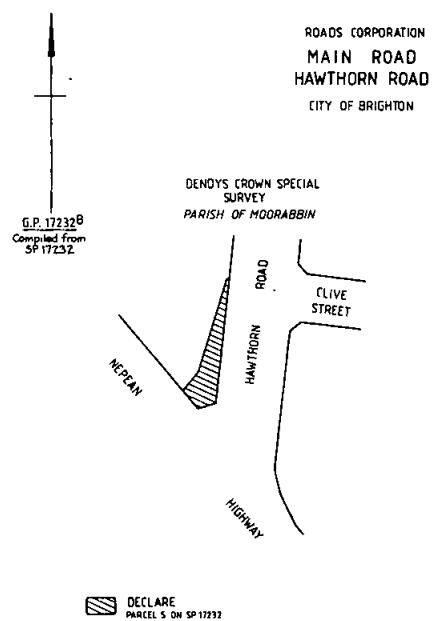 ROADS CORPORATION
MAIN ROAD
HAWTHORN ROAD
CITY OF BRIGHTON
DENDYS CROWN SPECIAL
SURVEY
PARISH OF MOORABBIN
G.P. 17232B
Compiled from
SP 17232
ROAD
HAWTHORN
CLIVE
STREET
NEPEAN
HIGHWAY
DECLARE
PARCEL 5 ON SP 17232